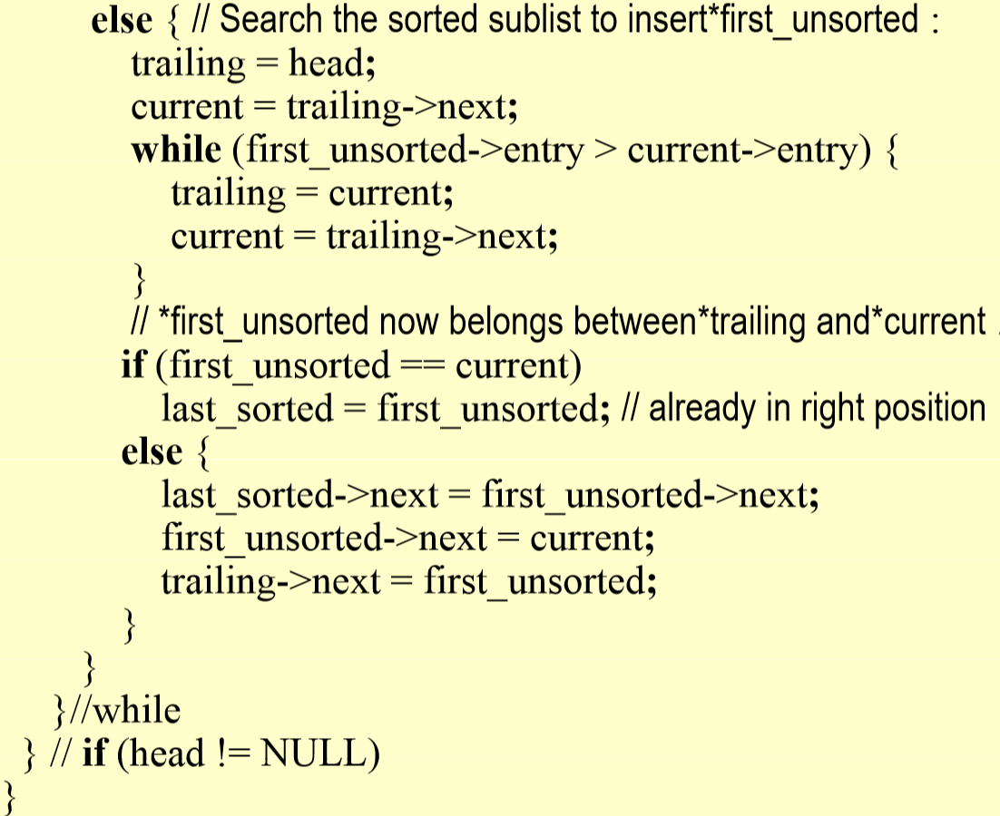 else { // Search the sorted sublist to insert*first_unsorted :
trailing = head;
current = trailing->next;
while (first_unsorted->entry > current->entry) {
trailing = current;
current = trailing->next;
}
// *first_unsorted now belongs between*trailing and*current .
if (first_unsorted == current)
last_sorted = first_unsorted; // already in right position
else {
last_sorted->next = first_unsorted->next;
first_unsorted->next = current;
trailing->next = first_unsorted;
}
}
}//while
} // if (head != NULL)
}